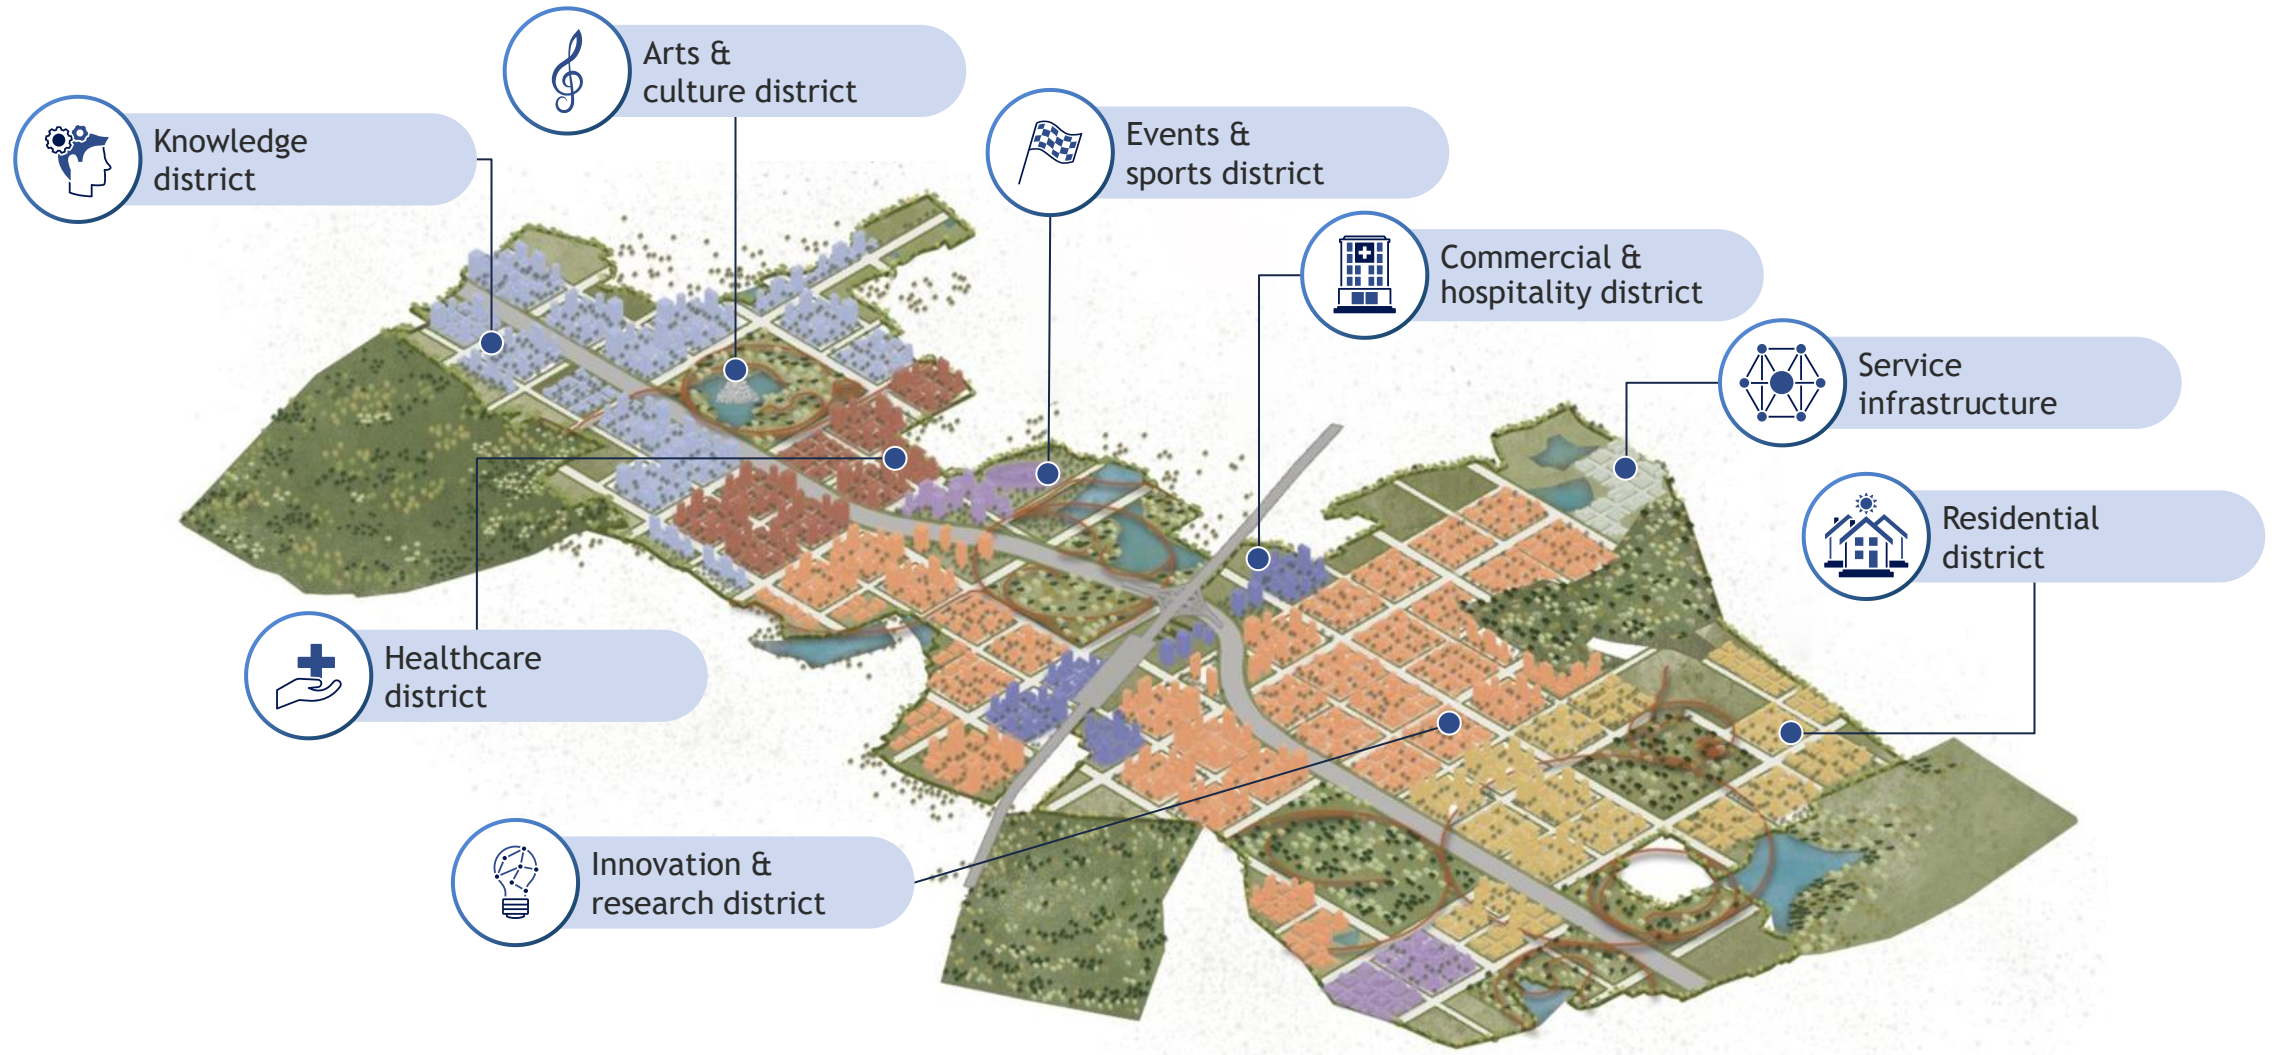 Arts &
culture district
Knowledge
district
Events &
sports district
Commercial &
hospitality district
Service
infrastructure
Residential
district
Healthcare
district
Innovation &
research district